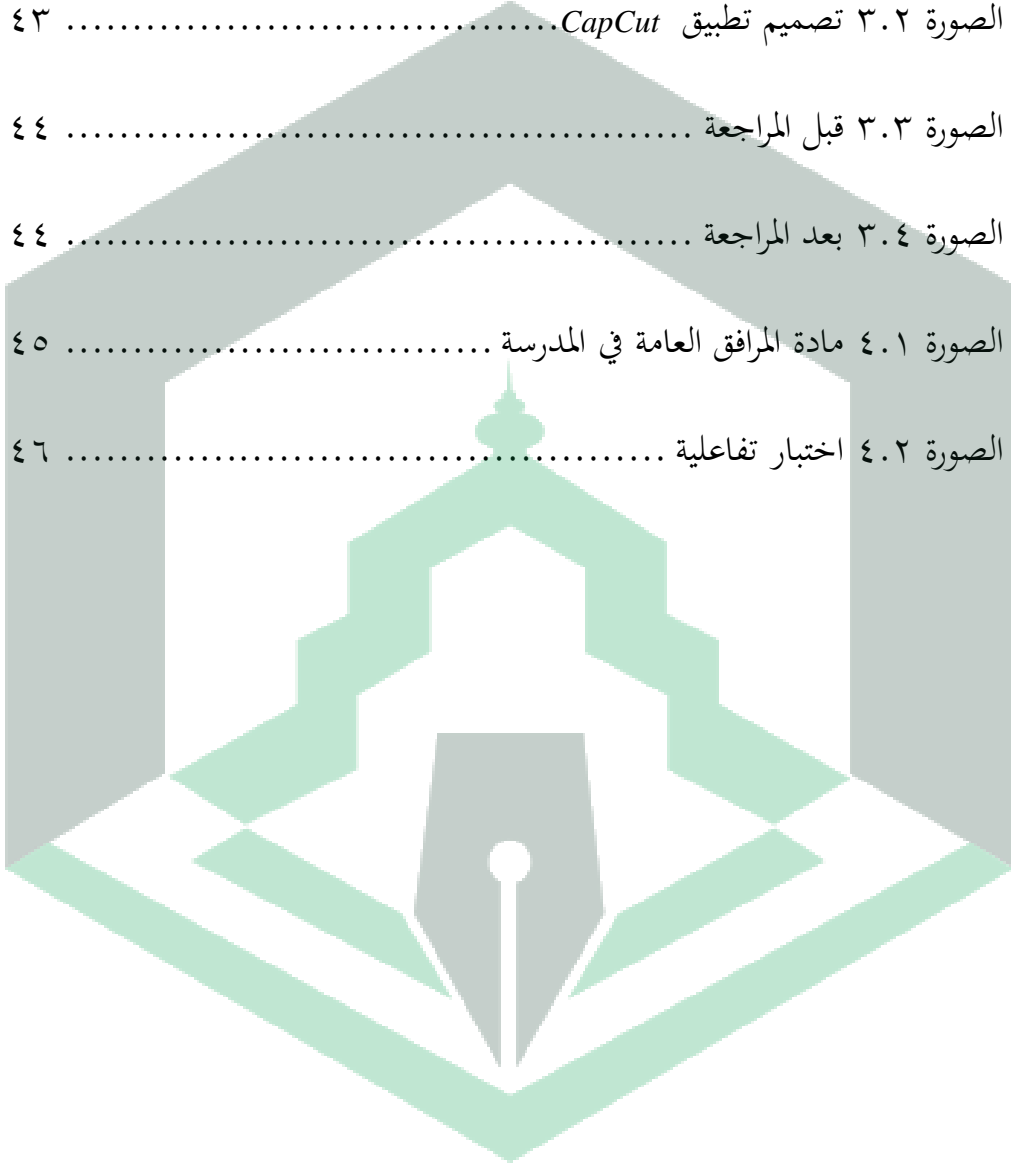 الصورة ٣.٢ تصميم تطبيق CapCut..................................... ٤٣
الصورة ٣.٣ قبل المراجعة ............................................... ٤٤
الصورة ٣.٤ بعد المراجعة ............................................... ٤٤
الصورة ٤.١ مادة المرافق العامة في المدرسة ................................ ٤٥
الصورة ٤.٢ اختبار تفاعلية ............................................. ٤٦